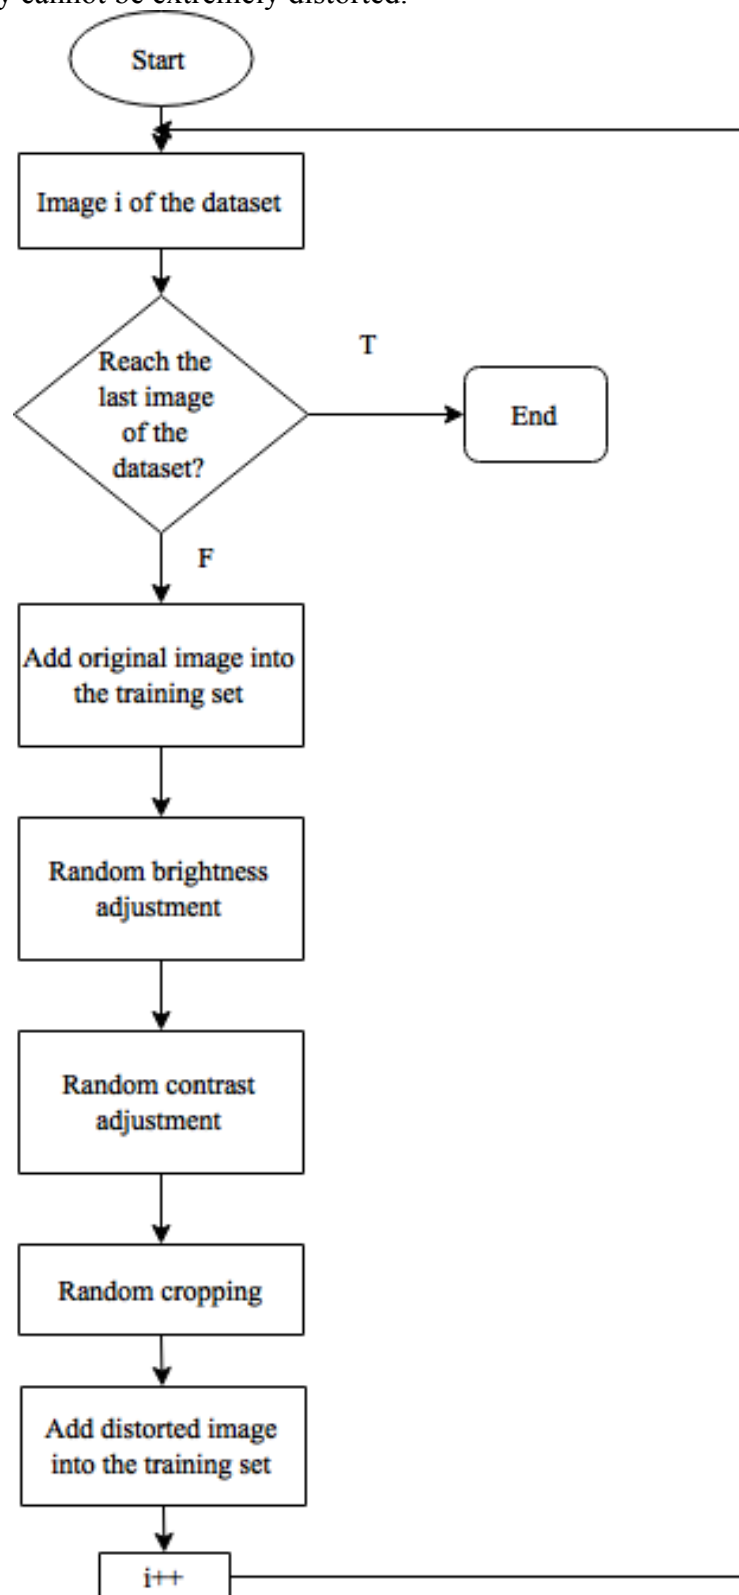 cannot be extremely distorted.
Start
Image i of the dataset
Reach the
last image
of the
dataset?
T
End
F
Add original image into
the training set
Random brightness
adjustment
Random contrast
adjustment
Random cropping
Add distorted image
into the training set
i++